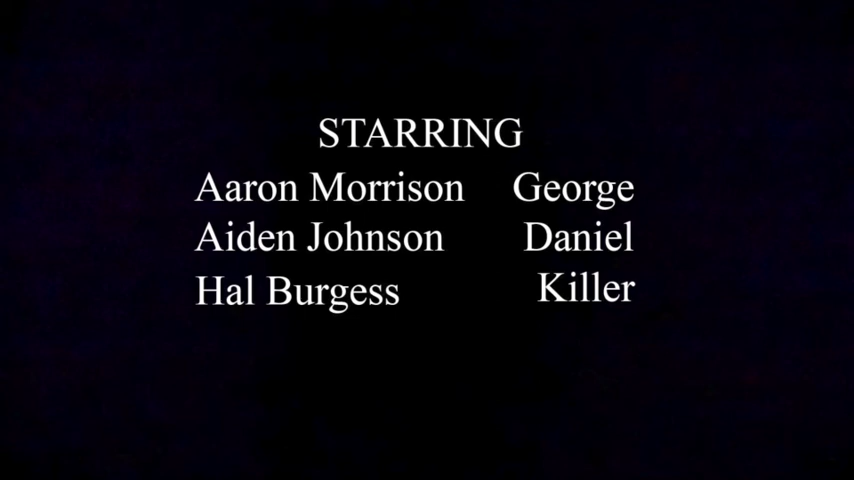 STARRING
Aaron Morrison George
Aiden Johnson Daniel
Hal Burgess Killer